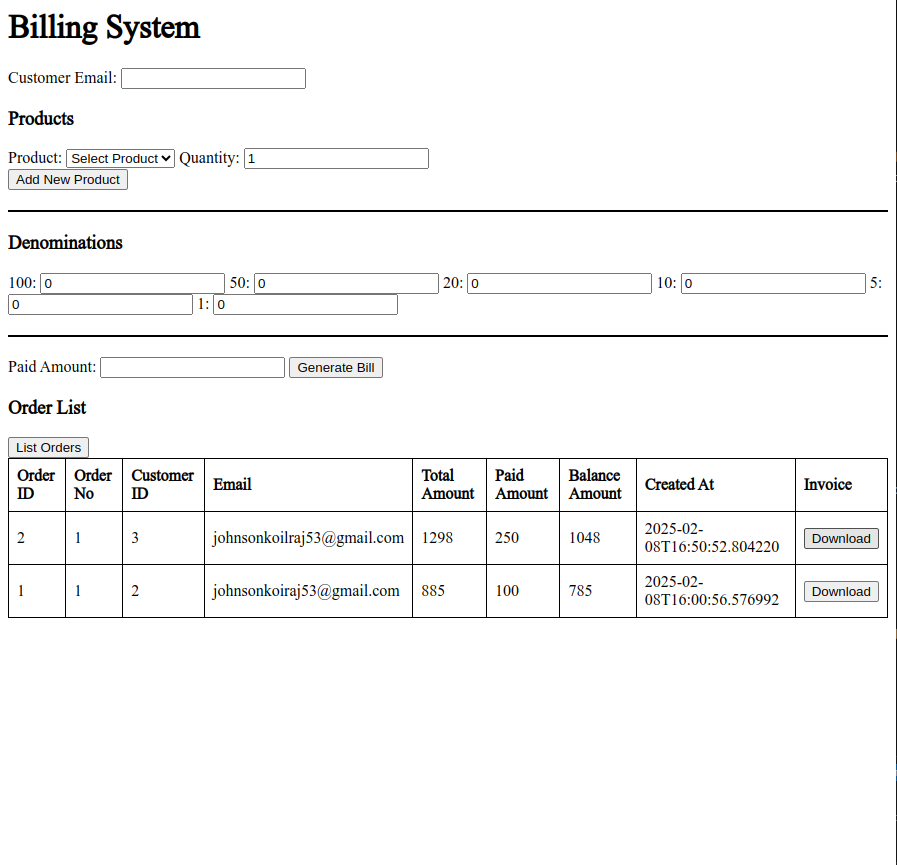 Billing System
Customer Email:
Products
Product: Select Product Quantity: 1
Add New Product
Denominations
100: 0 50: 0 20: 0 10: 0 5:
0 1: 0
Paid Amount: Generate Bill
Order List
List Orders
Order ID Order No Customer ID Email Total Amount Paid Amount Balance Amount Created At Invoice
2 1 3 johnsonkoilraj53@gmail.com 1298 250 1048 2025-02-08T16:50:52.804220 Download
1 1 2 johnsonkoiraj53@gmail.com 885 100 785 2025-02-08T16:00:56.576992 Download